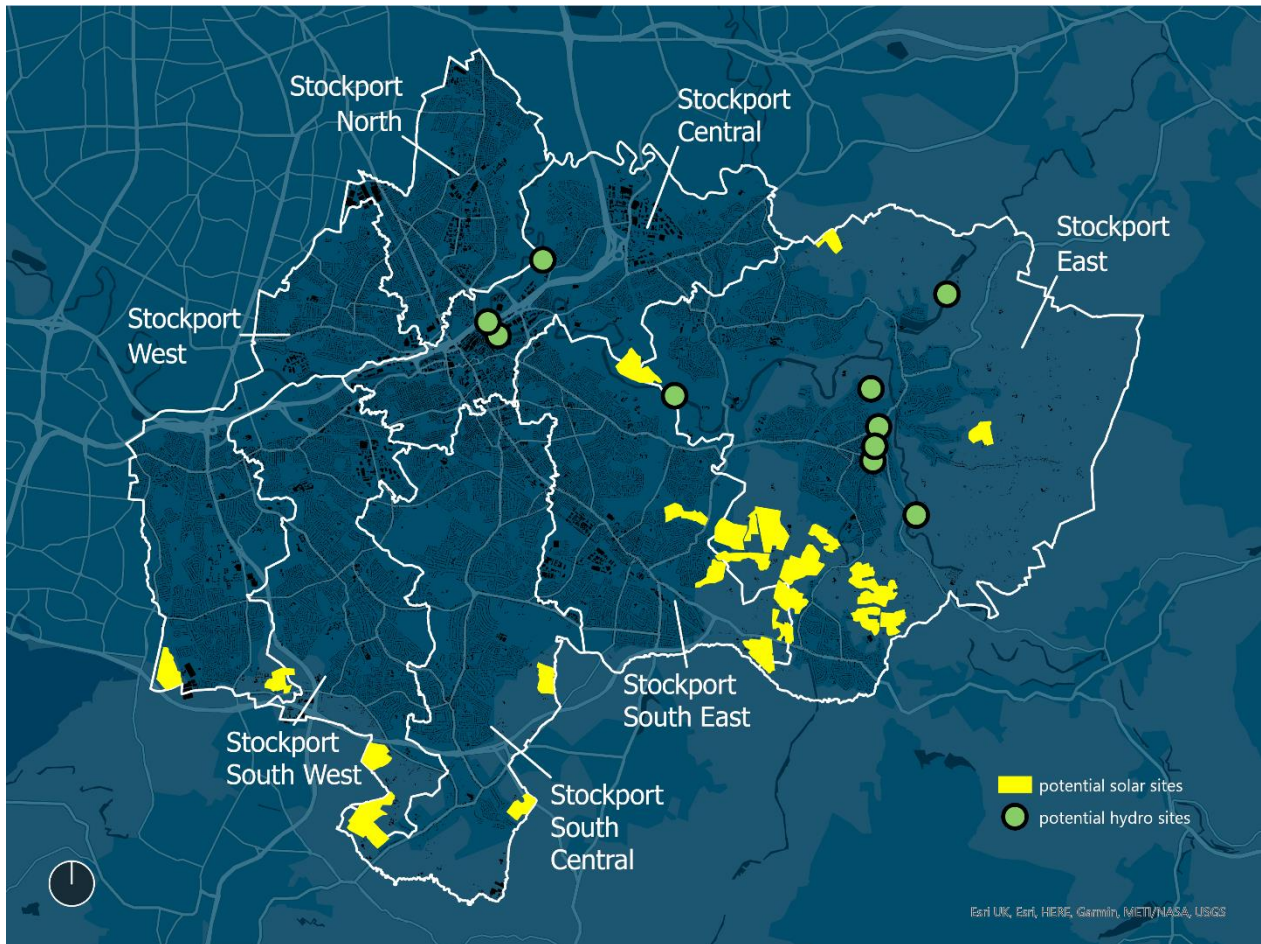 Stockport
North
Stockport
Central
Stockport
East
Stockport
West
Stockport
South East
Stockport
South West
Stockport
South
Central
potential solar sites
potential hydro sites
Esri UK, Esri, HERE, Garmin, METI/NASA, USGS